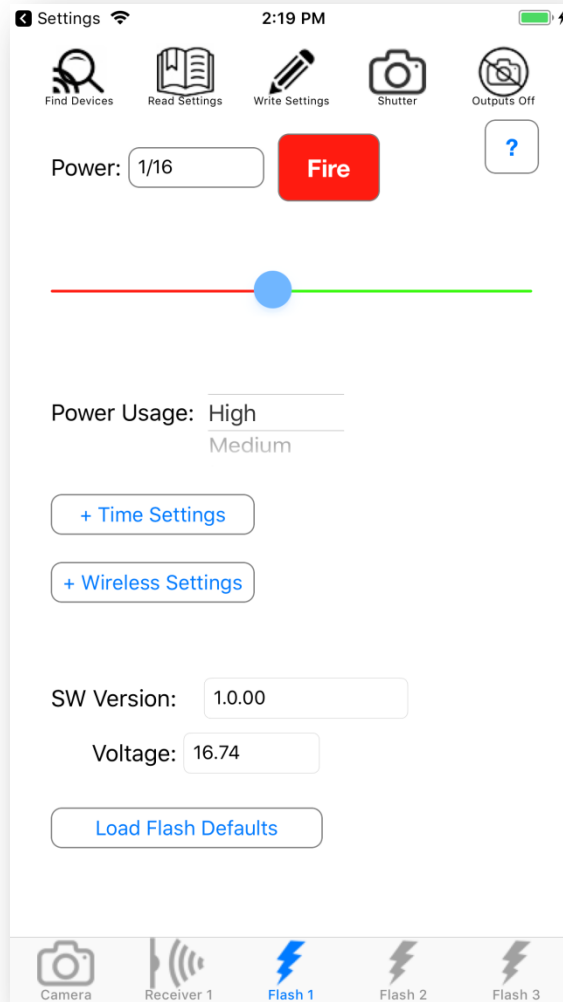 Settings 2:19 PM
Find Devices Read Settings Write Settings Shutter Outputs Off
Power: 1/16 Fire ?
Power Usage: High
Medium
+ Time Settings
+ Wireless Settings
SW Version: 1.0.00
Voltage: 16.74
Load Flash Defaults
Camera Receiver 1 Flash 1 Flash 2 Flash 3